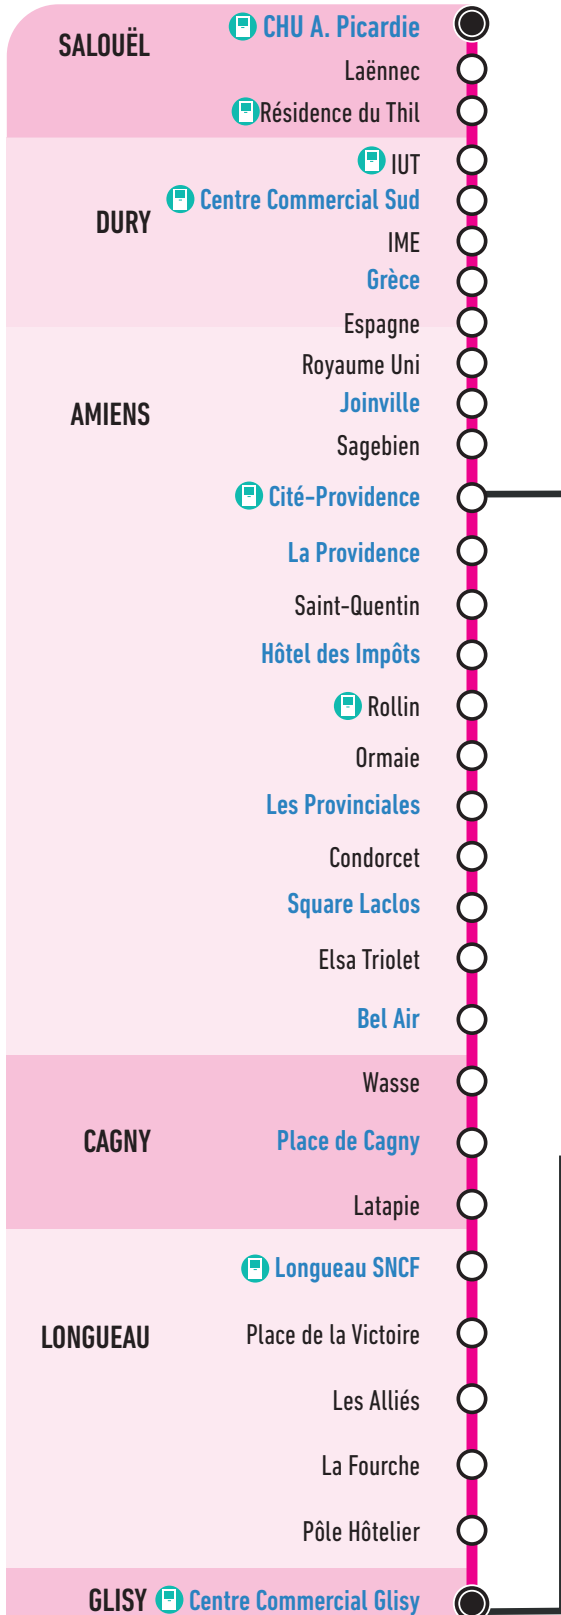 SALOUËL
CHU A. Picardie
Laënnec
Résidence du Thil
IUT
Centre Commercial Sud
DURY
IME
Grèce
Espagne
Royaume Uni
Joinville
AMIENS
Sagebien
Cité-Providence
La Providence
Saint-Quentin
Hôtel des Impôts
Rollin
Ormaie
Les Provinciales
Condorcet
Square Laclos
Elsa Triolet
Bel Air
Wasse
CAGNY
Place de Cagny
Latapie
Longueau SNCF
LONGUEAU
Place de la Victoire
Les Alliés
La Fourche
Pôle Hôtelier
GLISY
Centre Commercial Glisy